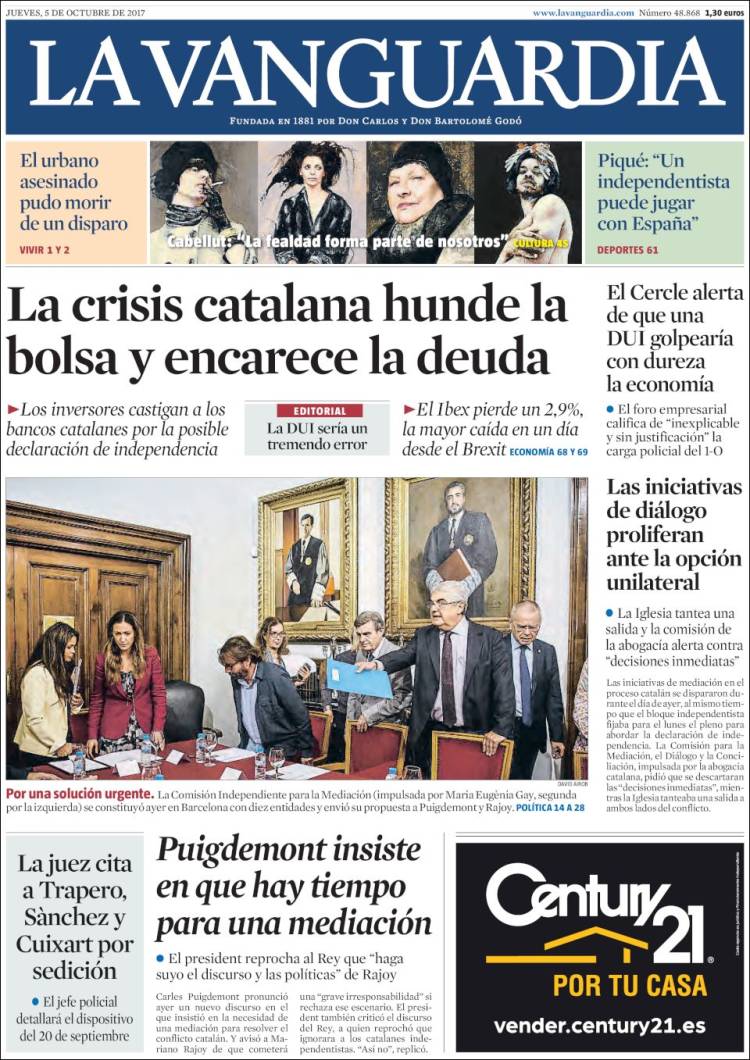 JUEVES, 5 DE OCTUBRE DE 2017
www.lavanguardia.com Número 48.868 1,30 euros
LA VANGUARDIA
FUNDADA EN 1881 POR DON CARLOS Y DON BARTOLOMÉ GODÓ
El urbano
asesinado
pudo morir
de un disparo
VIVIR 1 Y 2
Cabellut: “La fealdad forma parte de nosotros” CULTURA 45
Piqué: “Un
independentista
puede jugar
con España”
DEPORTES 61
La crisis catalana hunde la
bolsa y encarece la deuda
►Los inversores castigan a los
bancos catalanes por la posible
declaración de independencia
EDITORIAL
La DUI sería un
tremendo error
►El Ibex pierde un 2,9%,
la mayor caída en un día
desde el Brexit ECONOMÍA 68 Y 69
El Cercle alerta
de que una
DUI golpearía
con dureza
la economía
● El foro empresarial
califica de “inexplicable
y sin justificación” la
carga policial del 1-O
Las iniciativas
de diálogo
proliferan
ante la opción
unilateral
● La Iglesia tantea una
salida y la comisión de
la abogacía alerta contra
“decisiones inmediatas”
Las iniciativas de mediación en el
proceso catalán se dispararon duran-
te el día de ayer, al mismo tiem-
po que el bloque independentista
fijaba para el lunes el pleno para
abordar la declaración de inde-
pendencia. La Comisión para la
Mediación, el Diálogo y la Conci-
liación, impulsada por la abogacía
catalana, pidió que se descartaran
las “decisiones inmediatas”, mien-
tras la Iglesia tanteaba una salida a
ambos lados del conflicto.
DAVID AIROB
Por una solución urgente. La Comisión Independiente para la Mediación (impulsada por Maria Eugènia Gay, segunda
por la izquierda) se constituyó ayer en Barcelona con diez entidades y envió su propuesta a Puigdemont y Rajoy. POLÍTICA 14 A 28
La juez cita
a Trapero,
Sànchez y
Cuixart por
sedición
● El jefe policial
detallará el dispositivo
del 20 de septiembre
Puigdemont insiste
en que hay tiempo
para una mediación
● El president reprocha al Rey que “haga
suyo el discurso y las políticas” de Rajoy
Carles Puigdemont pronunció
ayer un nuevo discurso en el
que insistió en la necesidad de
una mediación para resolver el
conflicto catalán. Y avisó a Ma-
riano Rajoy de que cometerá
una “grave irresponsabilidad” si
rechaza ese escenario. El presi-
dent también criticó el discurso
del Rey, a quien reprochó que
ignorara a los catalanes indepen-
dentistas. “Así no”, replicó.
Century 21®
POR TU CASA
vender.century21.es
Cada agencia es jurídica y financieramente independiente